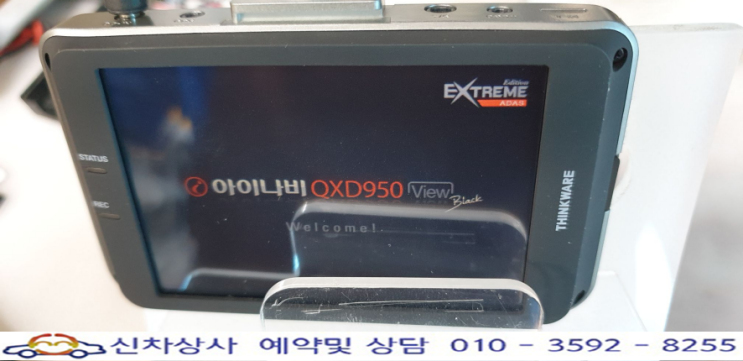 Edition
EXTREME
ADAS
STATUS
아이나비 QXD950 View
Black
REC
Welcome!
THINKWARE
신차상사 예약및 상담 010 - 3592 - 8255